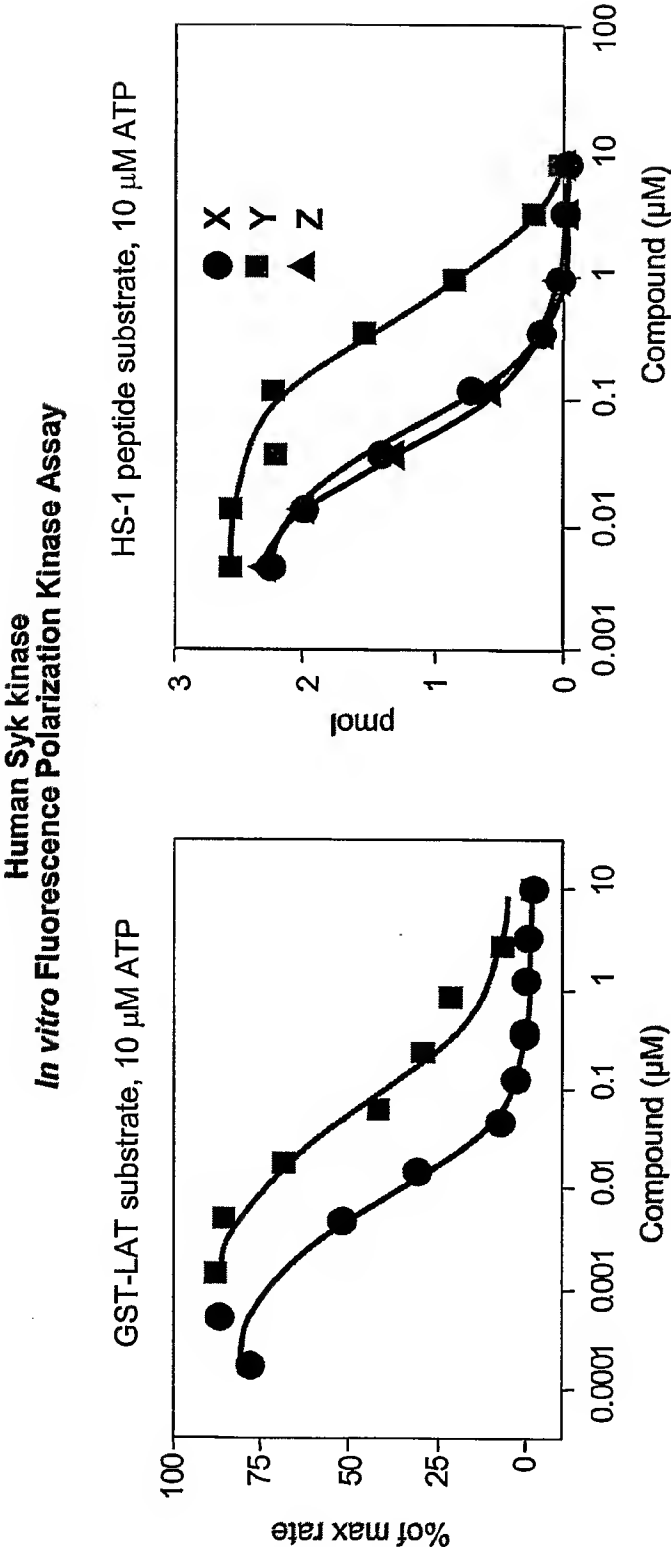 Human Syk kinase
In vitro Fluorescence Polarization Kinase Assay
GST-LAT substrate, 10 μM ATP
% of max rate
100
75
50
25
0
0.0001
0.001
0.01
0.1
1
10
Compound (μM)
HS-1 peptide substrate, 10 μM ATP
X
Y
Z
pmol
3
2
1
0
0.001
0.01
0.1
1
10
100
Compound (μM)